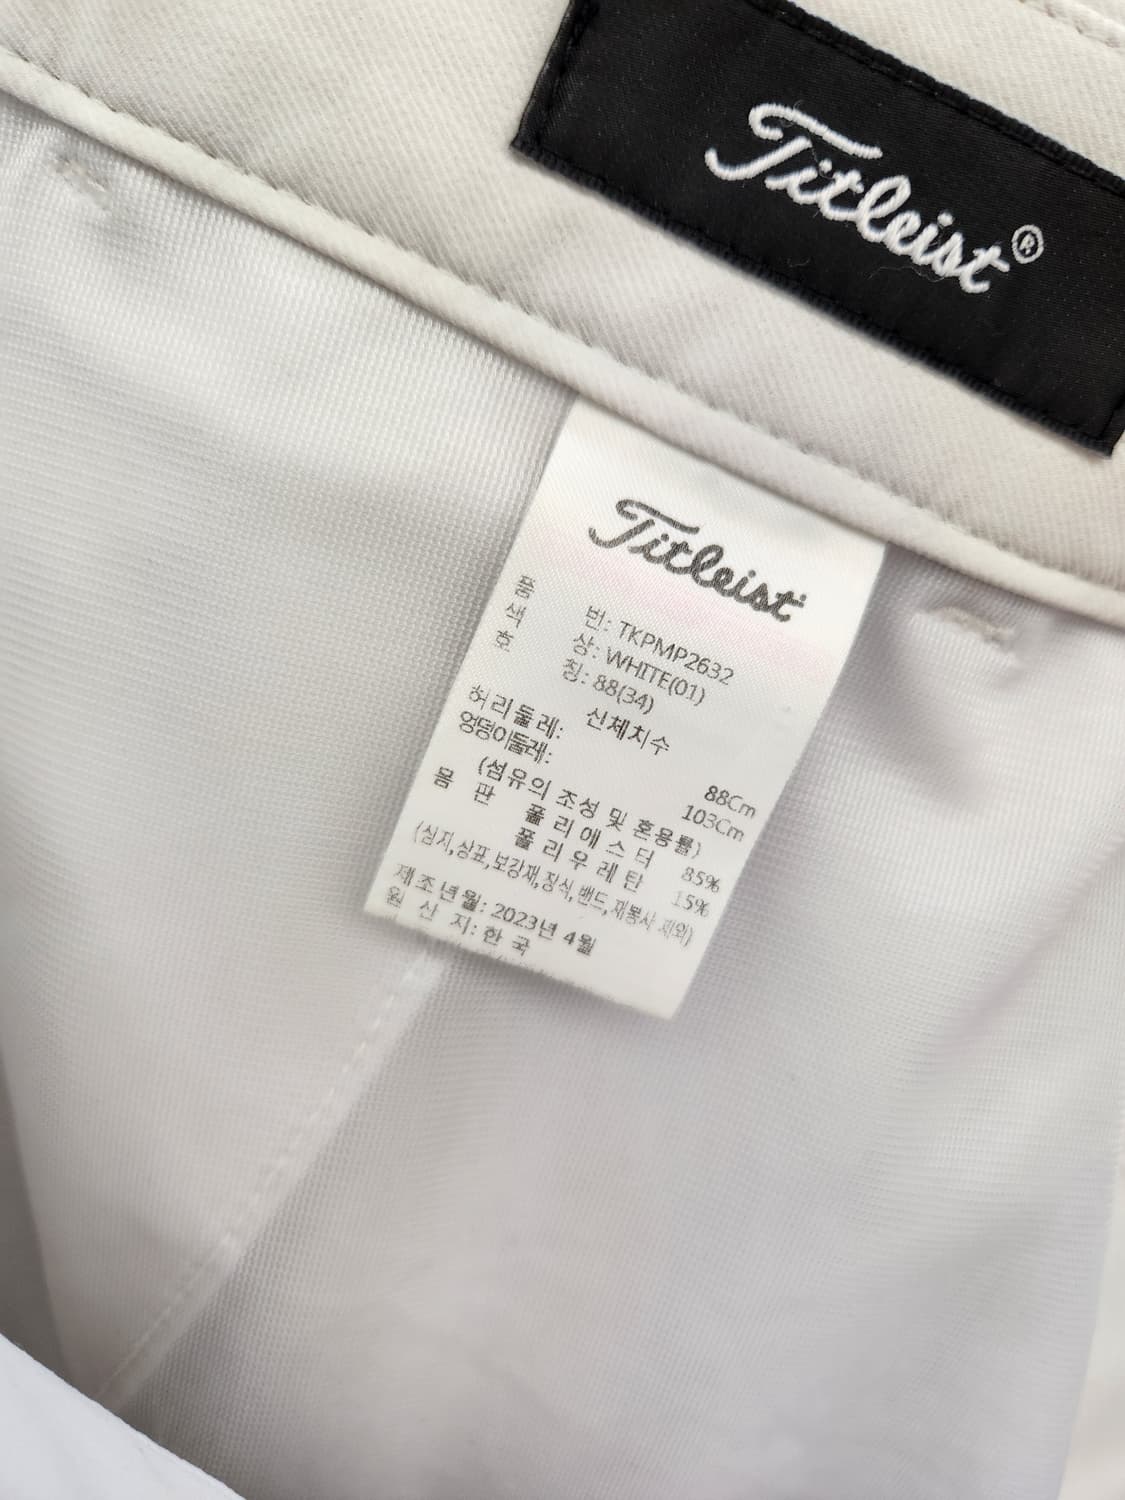 Titleist®
Titleist
품 번: TKPMP2632
색 상: WHITE(01)
호 칭: 88(34)
신체치수
허리둘레: 88Cm
엉덩이둘레: 103Cm
(섬유의 조성 및 혼용률)
몸 판 폴리에스터 85%
폴리우레탄 15%
(심지,상표,보강재,장식,밴드,재봉사 제외)
제조년월: 2023년 4월
원 산 지: 한 국